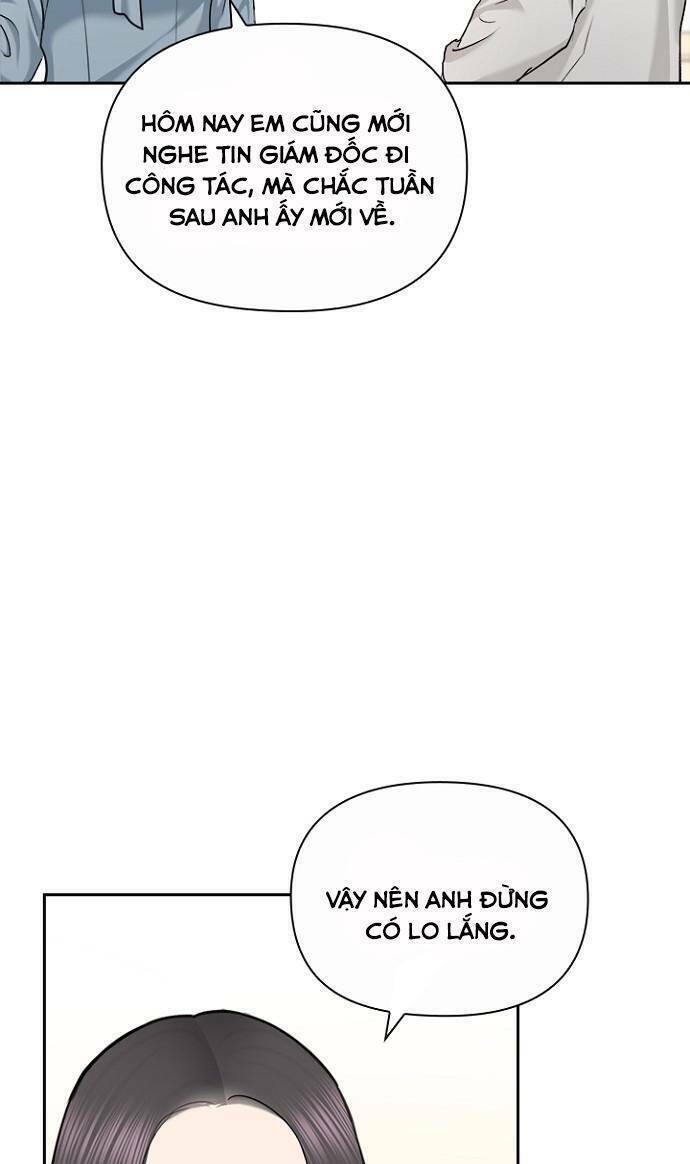 HÔM NAY EM CŨNG MỚI
NGHE TIN GIÁM ĐỐC ĐI
CÔNG TÁC, MÀ CHẮC TUẦN
SAU ANH ẤY MỚI VỀ.
VẬY NÊN ANH ĐỪNG
CÓ LO LẮNG.